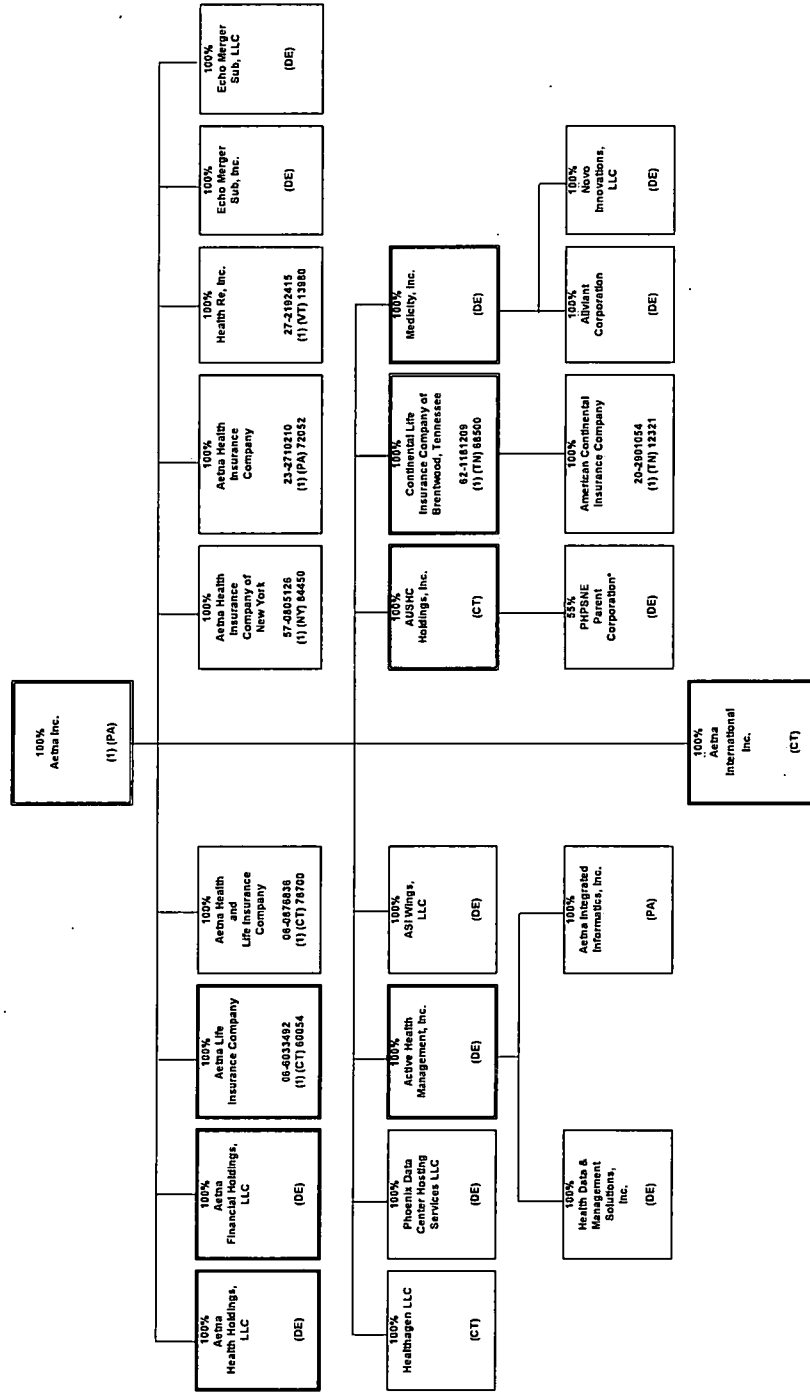 100%
Aetna Inc.
(1) (PA)
100%
Aetna
Health Holdings,
LLC
(DE)
100%
Aetna
Financial Holdings,
LLC
(DE)
100%
Aetna Life
Insurance Company
06-6033492
(1) (CT) 60054
100%
Aetna Health
and
Life Insurance
Company
06-0876836
(1) (CT) 78700
100%
Aetna Health
Insurance
Company of
New York
57-0805126
(1) (NY) 84450
100%
Aetna Health
Insurance
Company
23-2710210
(1) (PA) 72052
100%
Health Re, Inc.
27-2192415
(1) (VT) 13980
100%
Echo Merger
Sub, Inc.
(DE)
100%
Echo Merger
Sub, LLC
(DE)
100%
Healthagen LLC
(CT)
100%
Phoenix Data
Center Hosting
Services LLC
(DE)
100%
Active Health
Management, Inc.
(DE)
100%
ASI Wings,
LLC
(DE)
100%
AUSHC
Holdings, Inc.
(CT)
100%
Continental Life
Insurance Company of
Brentwood, Tennessee
62-1181209
(1) (TN) 68500
100%
Medicity, Inc.
(DE)
100%
Health Data &
Management
Solutions,
Inc.
(DE)
100%
Aetna Integrated
Informatics, Inc.
(PA)
55%
PHPSNE
Parent
Corporation*
(DE)
100%
American Continental
Insurance Company
20-2901054
(1) (TN) 12321
100%
Allviant
Corporation
(DE)
100%
Novo
Innovations,
LLC
(DE)
100%
Aetna
International
Inc.
(CT)